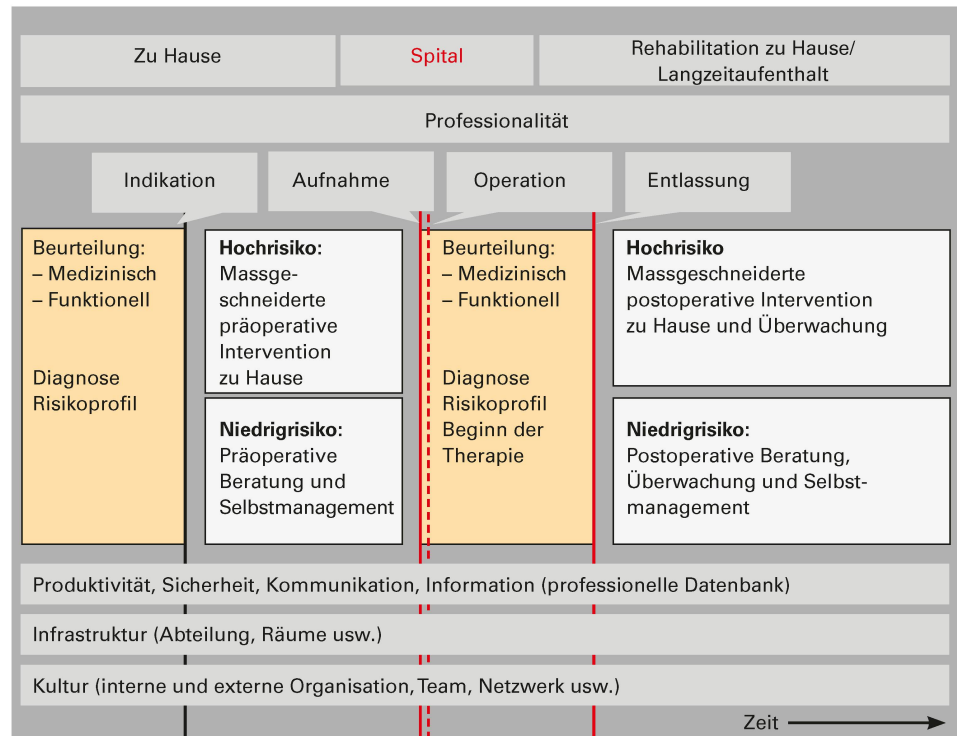 Zu Hause
Spital
Rehabilitation zu Hause/
Langzeitaufenthalt
Professionalität
Indikation
Aufnahme
Operation
Entlassung
Beurteilung:
– Medizinisch
– Funktionell
Diagnose
Risikoprofil
Hochrisiko:
Massge-
schneiderte
präoperative
Intervention
zu Hause
Niedrigrisiko:
Präoperative
Beratung und
Selbstmanagement
Beurteilung:
– Medizinisch
– Funktionell
Diagnose
Risikoprofil
Beginn der
Therapie
Hochrisiko
Massgeschneiderte
postoperative Intervention
zu Hause und Überwachung
Niedrigrisiko:
Postoperative Beratung,
Überwachung und Selbst-
management
Produktivität, Sicherheit, Kommunikation, Information (professionelle Datenbank)
Infrastruktur (Abteilung, Räume usw.)
Kultur (interne und externe Organisation, Team, Netzwerk usw.)
Zeit